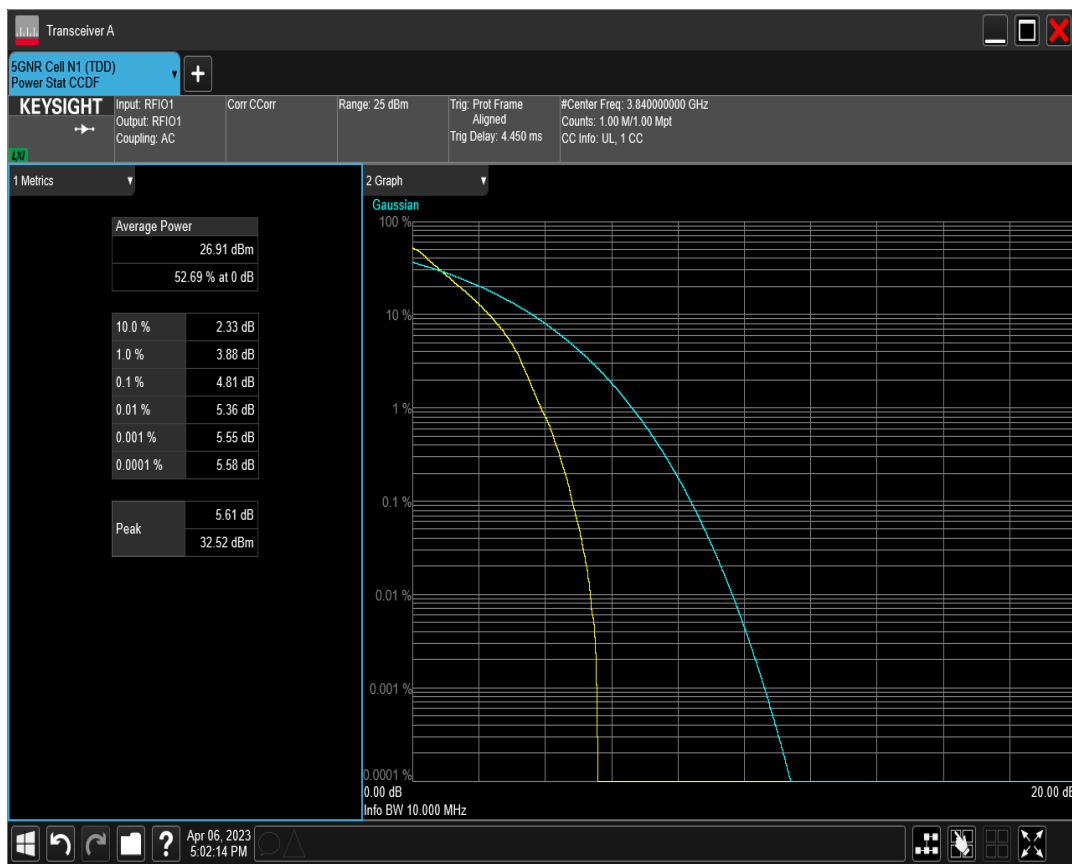 Transceiver A
5GNR Cell N1 (TDD)
Power Stat CCDF
KEYSIGHT
LXI
Input: RFIO1
Output: RFIO1
Coupling: AC
Corr CCorr
Range: 25 dBm
Trig: Prot Frame
Aligned
Trig Delay: 4.450 ms
#Center Freq: 3.840000000 GHz
Counts: 1.00 M/1.00 Mpt
CC Info: UL, 1 CC
1 Metrics
Average Power
26.91 dBm
52.69 % at 0 dB
10.0 % 2.33 dB
1.0 % 3.88 dB
0.1 % 4.81 dB
0.01 % 5.36 dB
0.001 % 5.55 dB
0.0001 % 5.58 dB
Peak 5.61 dB
32.52 dBm
2 Graph
Gaussian
100 %
10 %
1 %
0.1 %
0.01 %
0.001 %
0.0001 %
0.00 dB 20.00 dB
Info BW 10.000 MHz
?
Apr 06, 2023
5:02:14 PM